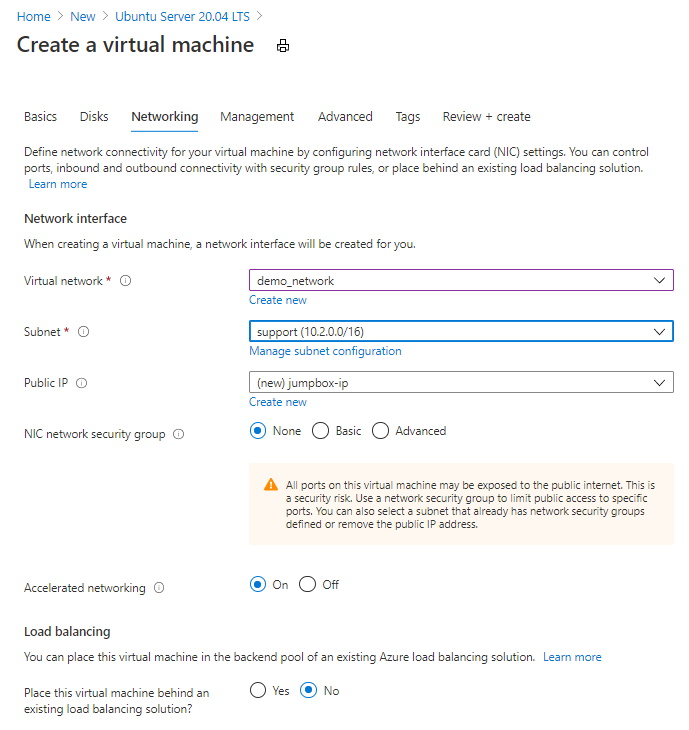 Home > New > Ubuntu Server 20.04 LTS >
Create a virtual machine
Basics Disks Networking Management Advanced Tags Review + create
Define network connectivity for your virtual machine by configuring network interface card (NIC) settings. You can control
ports, inbound and outbound connectivity with security group rules, or place behind an existing load balancing solution.
Learn more
Network interface
When creating a virtual machine, a network interface will be created for you.
Virtual network * demo_network
Create new
Subnet * support (10.2.0.0/16)
Manage subnet configuration
Public IP (new) jumpbox-ip
Create new
NIC network security group None Basic Advanced
All ports on this virtual machine may be exposed to the public internet. This is
a security risk. Use a network security group to limit public access to specific
ports. You can also select a subnet that already has network security groups
defined or remove the public IP address.
Accelerated networking On Off
Load balancing
You can place this virtual machine in the backend pool of an existing Azure load balancing solution. Learn more
Place this virtual machine behind an Yes No
existing load balancing solution?